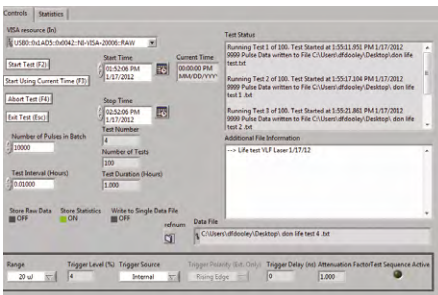 Controls Statistics
VISA resource (In)
USB0::0x1AD5::0x0042::NI-VISA-20006::RAW
Start Test (F2)
Start Using Current Time (F3)
Abort Test (F4)
Exit Test (Esc)
Start Time
01:52:06 PM
1/17/2012
Current Time
00:00:00 PM
MM/DD/YYYY
Stop Time
02:52:06 PM
1/17/2012
Number of Pulses in Batch
10000
Test Number
4
Number of Tests
100
Test Interval (Hours)
0.01000
Test Duration (Hours)
1.000
Store Raw Data
OFF
Store Statistics
ON
Write to Single Data File
OFF
refnum
Test Status
Running Test 1 of 100. Test Started at 1:55:11.951 PM 1/17/2012
9999 Pulse Data written to File C:\Users\dfdooley\Desktop\ don life
test.txt
Running Test 2 of 100. Test Started at 1:55:17.104 PM 1/17/2012
9999 Pulse Data written to File C:\Users\dfdooley\Desktop\ don life
test 1 .txt
Running Test 3 of 100. Test Started at 1:55:21.861 PM 1/17/2012
9999 Pulse Data written to File C:\Users\dfdooley\Desktop\ don life
test 2 .txt
Additional File Information
--> Life test VLF Laser 1/17/12
Data File
C:\Users\dfdooley\Desktop\ don life test 4 .txt
Range
20 uJ
Trigger Level (%)
4
Trigger Source
Internal
Trigger Polarity (Ext. Only)
Rising Edge
Trigger Delay (ns)
0
Attenuation Factor
1.000
Test Sequence Active